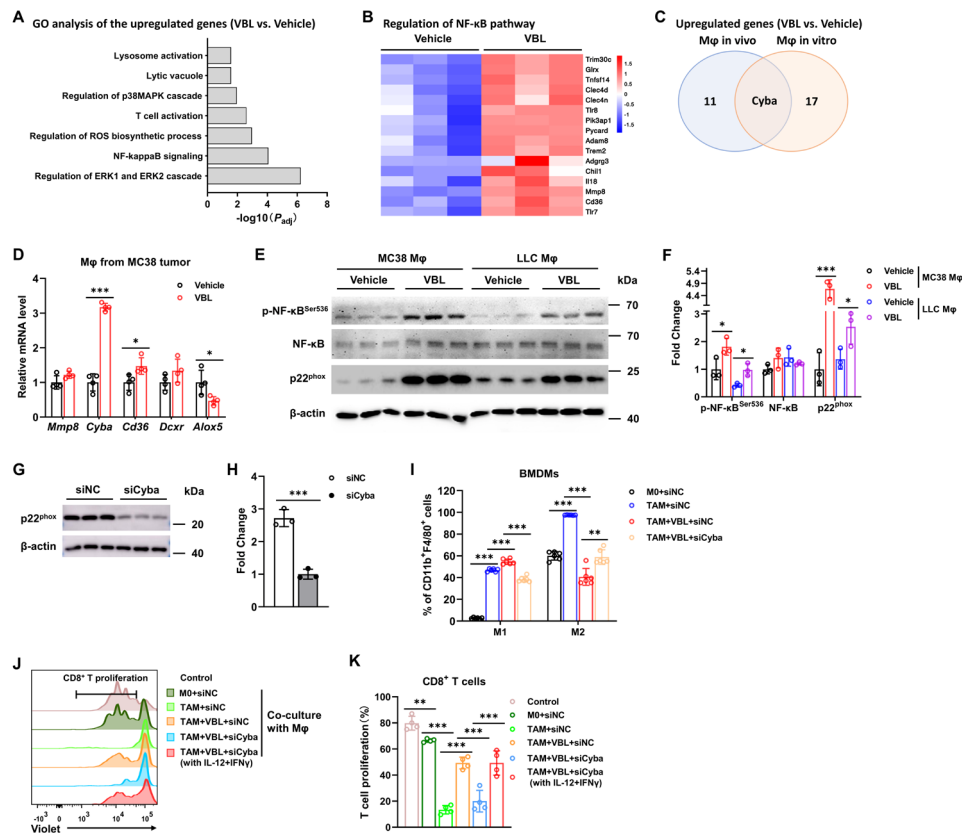 A
GO analysis of the upregulated genes (VBL vs. Vehicle)
Lysosome activation
Lytic vacuole
Regulation of p38MAPK cascade
T cell activation
Regulation of ROS biosynthetic process
NF-kappaB signaling
Regulation of ERK1 and ERK2 cascade
0 2 4 6 8
-log10(Padj)
B
Regulation of NF-κB pathway
Vehicle VBL
Trim30c
Glrx
Tnfsf14
Clec4d
Clec4n
Tlr8
Pik3ap1
Pycard
Adam8
Trem2
Adgrg3
Chil1
Il18
Mmp8
Cd36
Tlr7
1.5
1
0.5
0
-0.5
-1
-1.5
C
Upregulated genes (VBL vs. Vehicle)
Mφ in vivo Mφ in vitro
11 Cyba 17
D
Mφ from MC38 tumor
Relative mRNA level
4
3
2
1
0
Vehicle
VBL
***
*
*
Mmp8 Cyba Cd36 Dcxr Alox5
E
MC38 Mφ LLC Mφ
Vehicle VBL Vehicle VBL kDa
p-NF-κBSer536
70
NF-κB
70
p22phox
25
15
β-actin
40
F
Fold Change
5.4
4.4
2
1
0
***
*
*
*
Vehicle
VBL
MC38 Mφ
Vehicle
VBL
LLC Mφ
p-NF-κBSer536 NF-κB p22phox
G
siNC siCyba kDa
p22phox
20
β-actin
40
H
Fold Change
4
3
2
1
0
***
siNC
siCyba
I
BMDMs
% of CD11b+F4/80+ cells
100
80
60
40
20
0
***
***
***
***
***
**
M1 M2
M0+siNC
TAM+siNC
TAM+VBL+siNC
TAM+VBL+siCyba
J
CD8+ T proliferation
Control
M0+siNC
TAM+siNC
TAM+VBL+siNC
TAM+VBL+siCyba
TAM+VBL+siCyba
(with IL-12+IFNγ)
Co-culture
with Mφ
0 10³ 10⁴ 10⁵
Violet
K
CD8+ T cells
T cell proliferation(%)
100
80
60
40
20
0
**
***
***
***
***
Control
M0+siNC
TAM+siNC
TAM+VBL+siNC
TAM+VBL+siCyba
TAM+VBL+siCyba
(with IL-12+IFNγ)